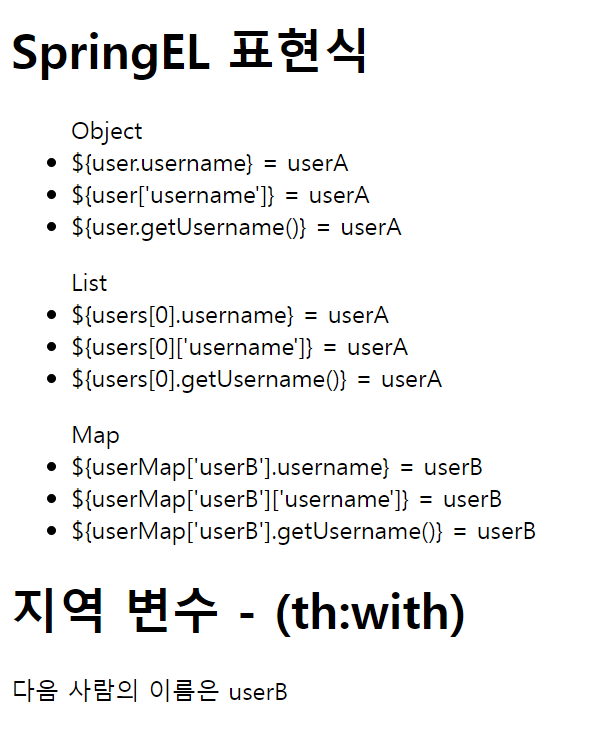 SpringEL 표현식
Object
${user.username} = userA
${user['username']} = userA
${user.getUsername()} = userA
List
${users[0].username} = userA
${users[0]['username']} = userA
${users[0].getUsername()} = userA
Map
${userMap['userB'].username} = userB
${userMap['userB']['username']} = userB
${userMap['userB'].getUsername()} = userB
지역 변수 - (th:with)
다음 사람의 이름은 userB